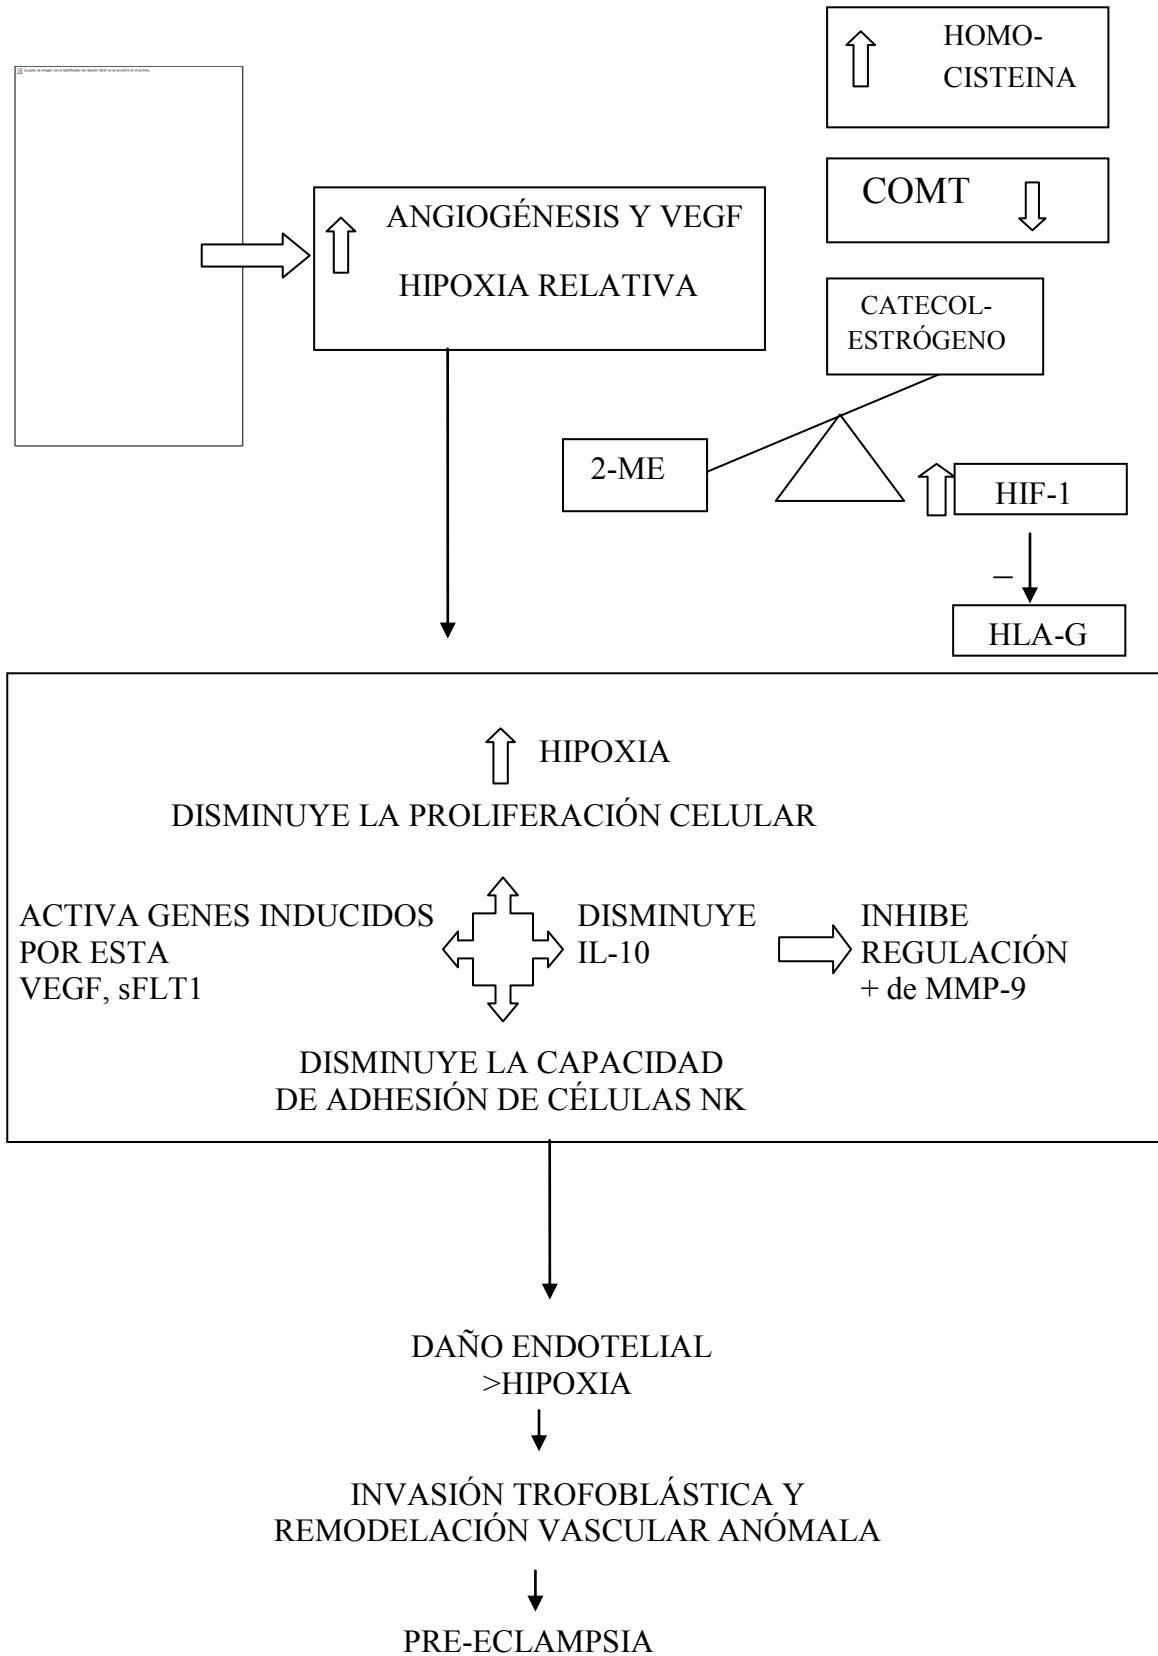 HOMO-
CISTEINA
COMT
ANGIOGÉNESIS Y VEGF
HIPOXIA RELATIVA
CATECOL-
ESTRÓGENO
2-ME
HIF-1
–
HLA-G
HIPOXIA
DISMINUYE LA PROLIFERACIÓN CELULAR
ACTIVA GENES INDUCIDOS
POR ESTA
VEGF, sFLT1
DISMINUYE
IL-10
INHIBE
REGULACIÓN
+ de MMP-9
DISMINUYE LA CAPACIDAD
DE ADHESIÓN DE CÉLULAS NK
DAÑO ENDOTELIAL
>HIPOXIA
INVASIÓN TROFOBLÁSTICA Y
REMODELACIÓN VASCULAR ANÓMALA
PRE-ECLAMPSIA